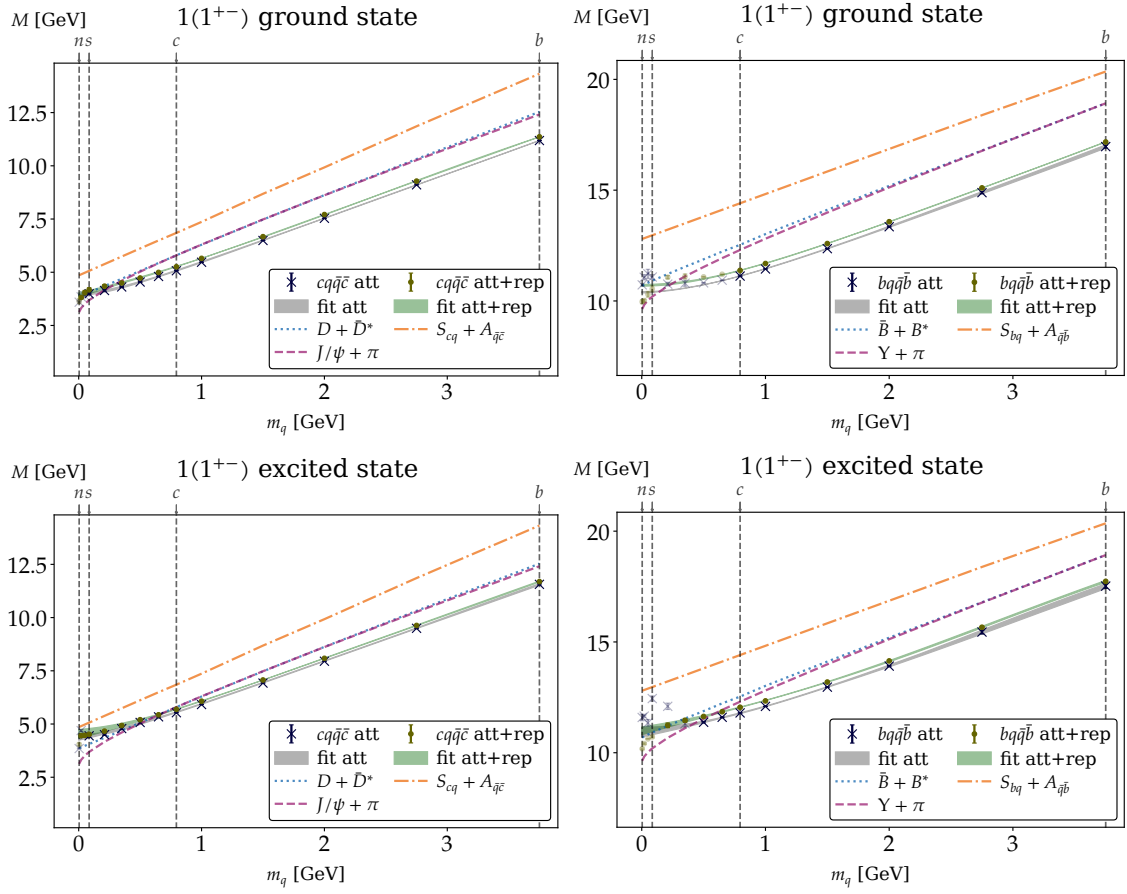 M [GeV]
1(1⁺⁻) ground state
n s c b
12.5
10.0
7.5
5.0
2.5
0 1 2 3
m_q [GeV]
cqq̄c̄ att
cqq̄c̄ att+rep
fit att
fit att+rep
D + D̄*
S_cq + A_q̄c̄
J/ψ + π
1(1⁺⁻) ground state
M [GeV]
n s c b
20
15
10
0 1 2 3
m_q [GeV]
bqq̄b̄ att
bqq̄b̄ att+rep
fit att
fit att+rep
B̄ + B*
S_bq + A_q̄b̄
Υ + π
M [GeV]
1(1⁺⁻) excited state
n s c b
12.5
10.0
7.5
5.0
2.5
0 1 2 3
m_q [GeV]
cqq̄c̄ att
cqq̄c̄ att+rep
fit att
fit att+rep
D + D̄*
S_cq + A_q̄c̄
J/ψ + π
M [GeV]
1(1⁺⁻) excited state
n s c b
20
15
10
0 1 2 3
m_q [GeV]
bqq̄b̄ att
bqq̄b̄ att+rep
fit att
fit att+rep
B̄ + B*
S_bq + A_q̄b̄
Υ + π